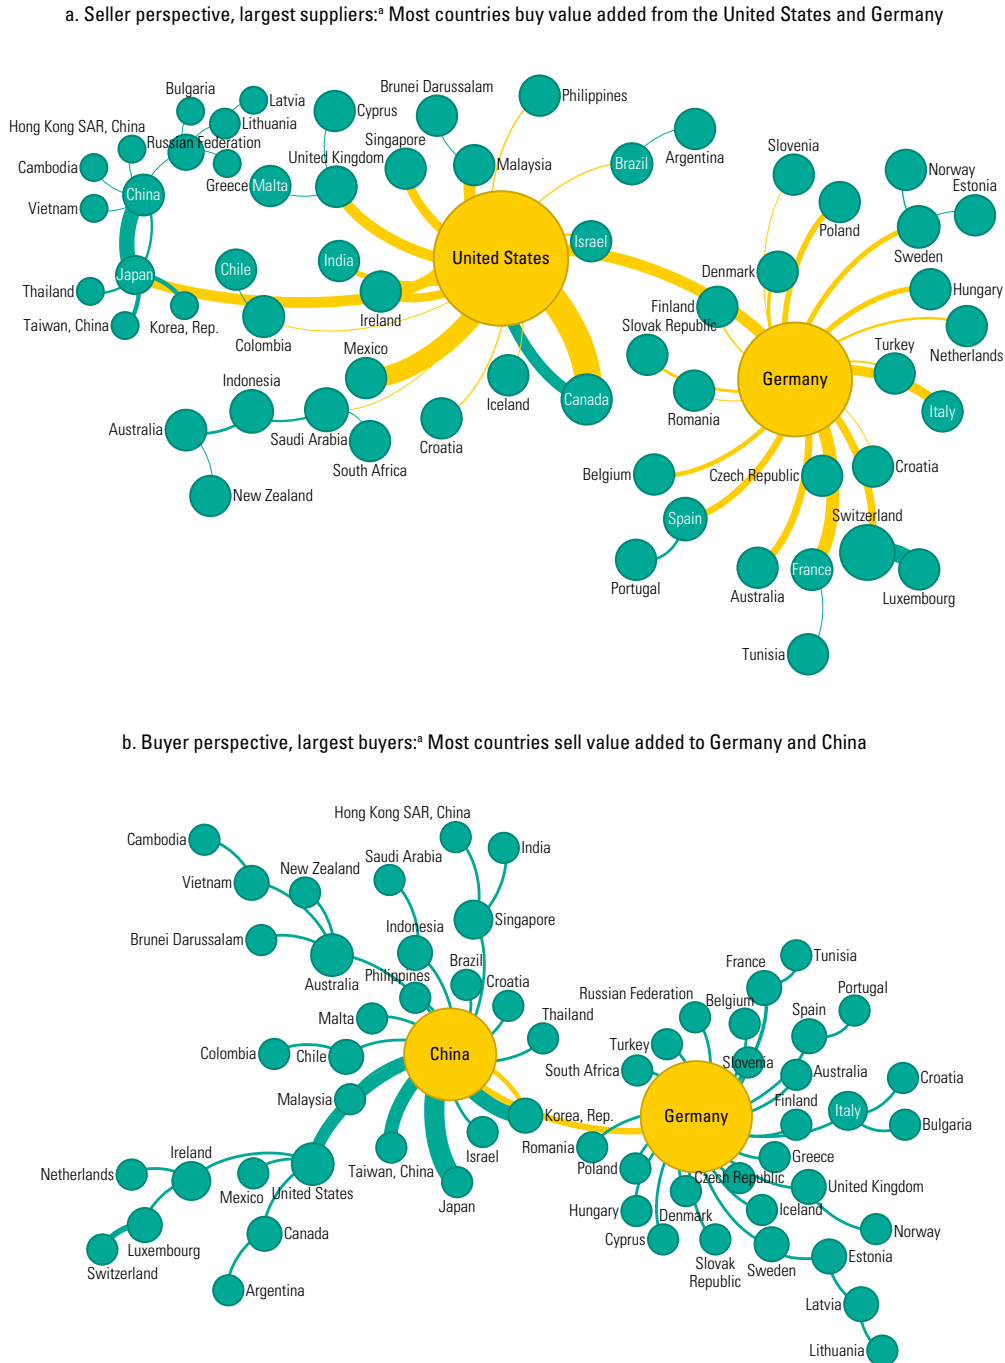 a. Seller perspective, largest suppliers:ª Most countries buy value added from the United States and Germany
Bulgaria
Latvia
Lithuania
Hong Kong SAR, China
Russian Federation
Cambodia
Greece
China
Vietnam
Japan
Thailand
Taiwan, China
Korea, Rep.
Cyprus
Brunei Darussalam
Philippines
Singapore
United Kingdom
Malaysia
Malta
Brazil
Argentina
United States
Israel
India
Chile
Ireland
Colombia
Mexico
Indonesia
Australia
Saudi Arabia
South Africa
New Zealand
Croatia
Iceland
Canada
Slovenia
Norway
Estonia
Poland
Sweden
Denmark
Hungary
Finland
Slovak Republic
Netherlands
Turkey
Germany
Romania
Italy
Belgium
Czech Republic
Croatia
Spain
Switzerland
Portugal
Australia
France
Luxembourg
Tunisia
b. Buyer perspective, largest buyers:ª Most countries sell value added to Germany and China
Hong Kong SAR, China
Cambodia
India
Saudi Arabia
New Zealand
Vietnam
Singapore
Indonesia
Brunei Darussalam
Brazil
Philippines
Australia
Croatia
Malta
Thailand
China
Colombia
Chile
Malaysia
Korea, Rep.
Israel
Taiwan, China
Japan
Ireland
Netherlands
Mexico
United States
Canada
Luxembourg
Switzerland
Argentina
Tunisia
France
Portugal
Russian Federation
Belgium
Spain
Turkey
Slovenia
South Africa
Australia
Croatia
Finland
Italy
Germany
Bulgaria
Romania
Greece
Poland
Czech Republic
United Kingdom
Hungary
Denmark
Iceland
Norway
Cyprus
Slovak
Republic
Sweden
Estonia
Latvia
Lithuania